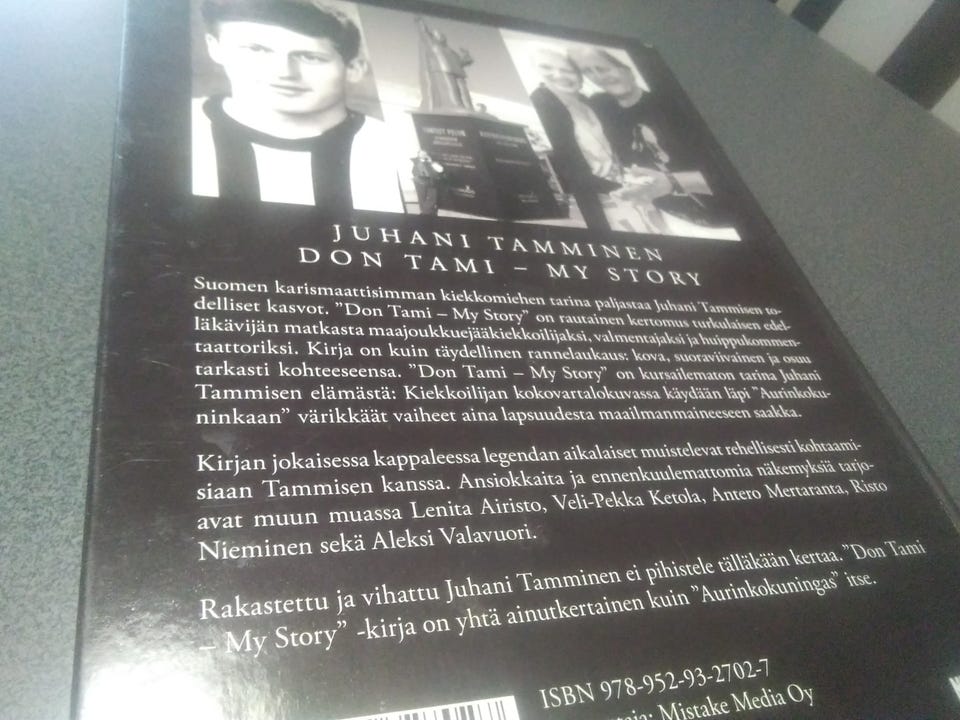 JUHANI TAMMINEN
DON TAMI – MY STORY
Suomen karismaattisimman kiekkomiehen tarina paljastaa Juhani Tammisen to-
delliset kasvot. ”Don Tami – My Story” on rautainen kertomus turkulaisen edel-
läkävijän matkasta maajoukkuejääkiekkoilijaksi, valmentajaksi ja huippukommen-
taattoriksi. Kirja on kuin täydellinen rannelaukaus: kova, suoraviivainen ja osuu
tarkasti kohteeseensa. ”Don Tami – My Story” on kursailematon tarina Juhani
Tammisen elämästä: Kiekkoilijan kokovartalokuvassa käydään läpi ”Aurinkoku-
ninkaan” värikkäät vaiheet aina lapsuudesta maailmanmaineeseen saakka.
Kirjan jokaisessa kappaleessa legendan aikalaiset muistelevat rehellisesti kohtaami-
siaan Tammisen kanssa. Ansiokkaita ja ennenkuulemattomia näkemyksiä tarjo-
avat muun muassa Lenita Airisto, Veli-Pekka Ketola, Antero Mertaranta, Risto
Nieminen sekä Aleksi Valavuori.
Rakastettu ja vihattu Juhani Tamminen ei pihistele tälläkään kertaa. ”Don Tami
– My Story” -kirja on yhtä ainutkertainen kuin ”Aurinkokuningas” itse.
ISBN 978-952-93-2702-7
taja: Mistake Media Oy